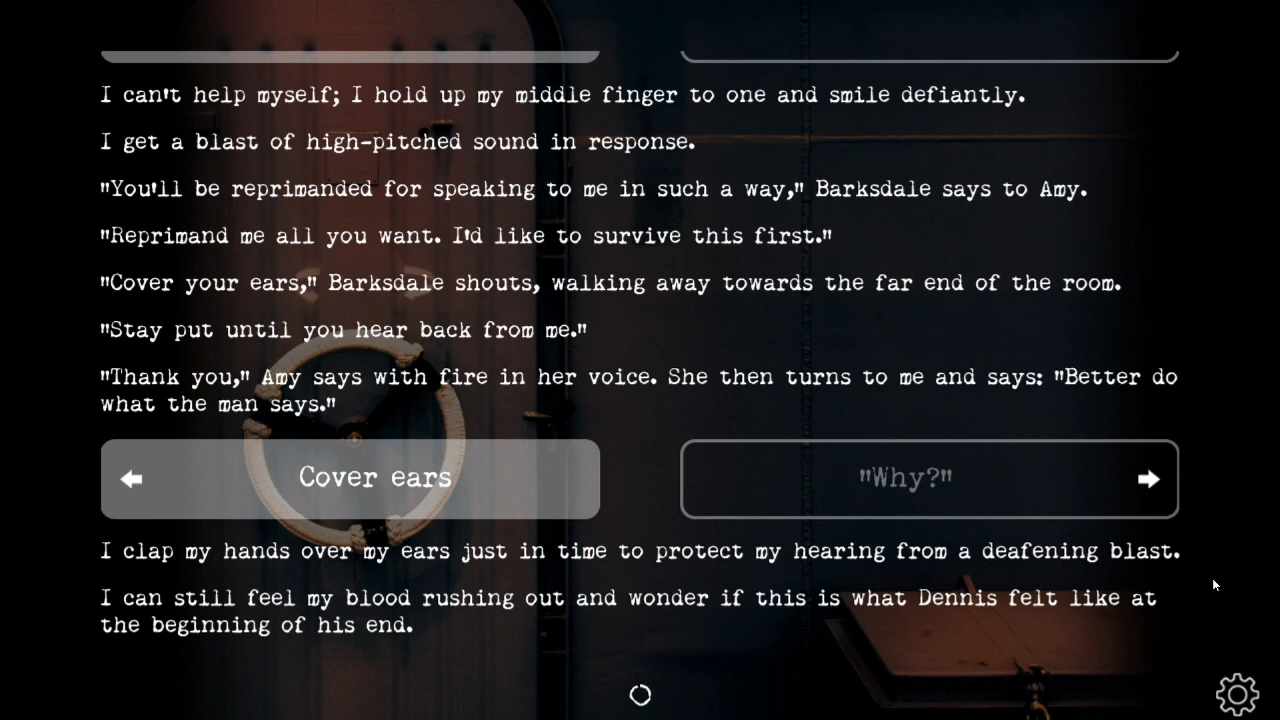 I can't help myself; I hold up my middle finger to one and smile defiantly.
I get a blast of high-pitched sound in response.
"You'll be reprimanded for speaking to me in such a way," Barksdale says to Amy.
"Reprimand me all you want. I'd like to survive this first."
"Cover your ears," Barksdale shouts, walking away towards the far end of the room.
"Stay put until you hear back from me."
"Thank you," Amy says with fire in her voice. She then turns to me and says: "Better do
what the man says."
Cover ears
"Why?"
I clap my hands over my ears just in time to protect my hearing from a deafening blast.
I can still feel my blood rushing out and wonder if this is what Dennis felt like at
the beginning of his end.